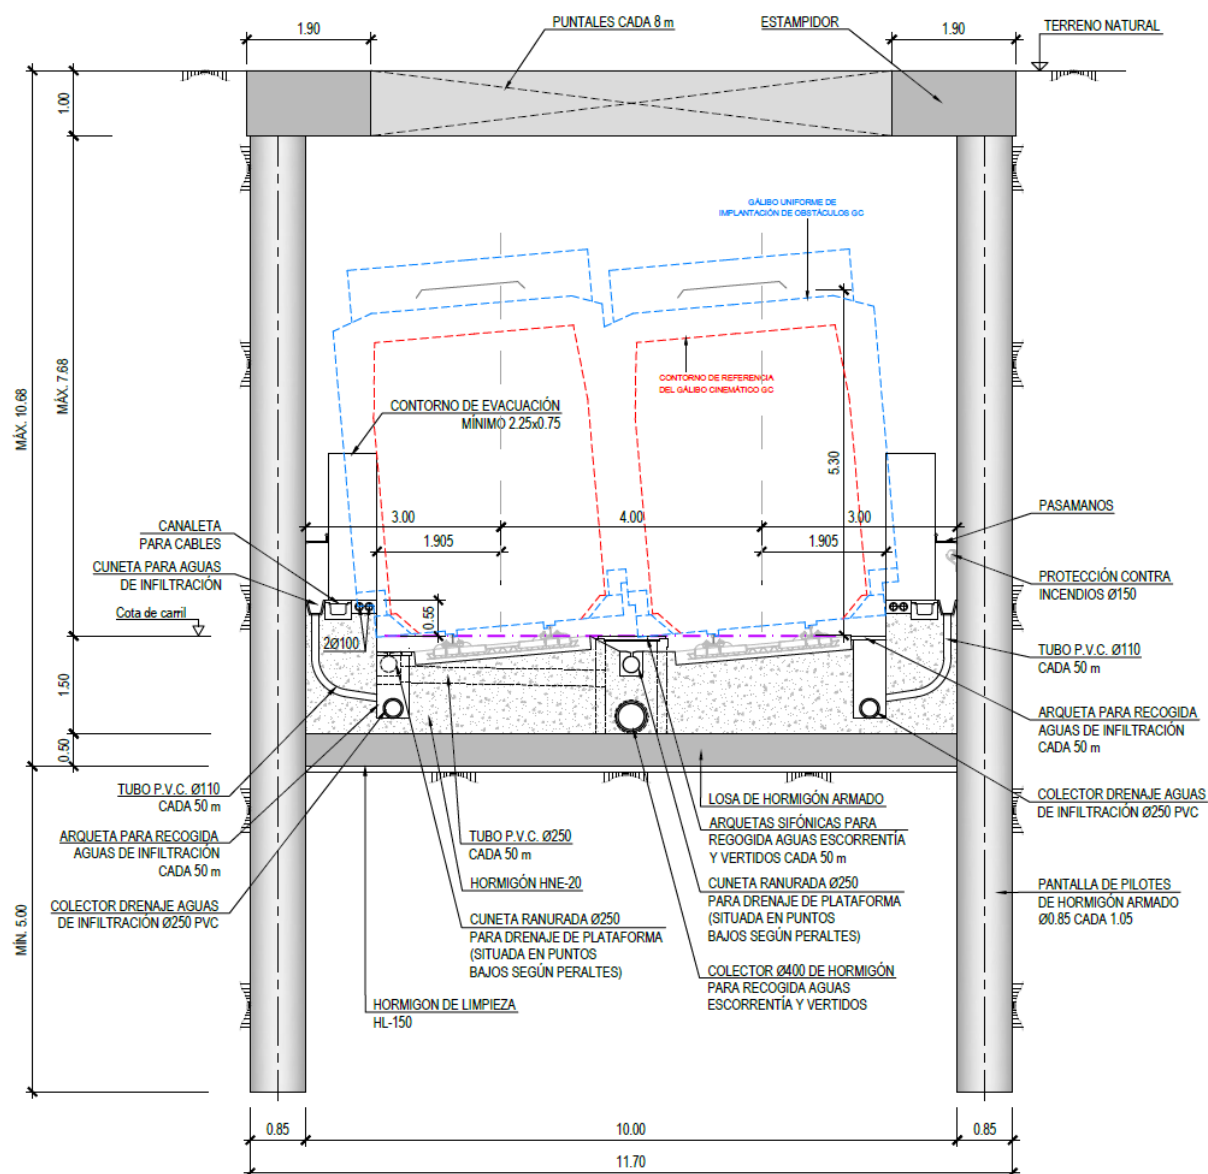 PUNTALES CADA 8 m
ESTAMPIDOR
TERRENO NATURAL
1.90
1.90
1.00
GÁLIBO UNIFORME DE
IMPLANTACIÓN DE OBSTÁCULOS GC
MÁX. 10.68
MÁX. 7.68
CONTORNO DE REFERENCIA
DEL GÁLIBO CINEMÁTICO GC
CONTORNO DE EVACUACIÓN
MÍNIMO 2.25x0.75
5.30
3.00
4.00
3.00
1.905
1.905
CANALETA
PARA CABLES
CUNETA PARA AGUAS
DE INFILTRACIÓN
Cota de carril
2Ø100
0.55
PASAMANOS
PROTECCIÓN CONTRA
INCENDIOS Ø150
TUBO P.V.C. Ø110
CADA 50 m
ARQUETA PARA RECOGIDA
AGUAS DE INFILTRACIÓN
CADA 50 m
COLECTOR DRENAJE AGUAS
DE INFILTRACIÓN Ø250 PVC
PANTALLA DE PILOTES
DE HORMIGÓN ARMADO
Ø0.85 CADA 1.05
1.50
0.50
MÍN. 5.00
TUBO P.V.C. Ø110
CADA 50 m
ARQUETA PARA RECOGIDA
AGUAS DE INFILTRACIÓN
CADA 50 m
COLECTOR DRENAJE AGUAS
DE INFILTRACIÓN Ø250 PVC
TUBO P.V.C. Ø250
CADA 50 m
HORMIGÓN HNE-20
CUNETA RANURADA Ø250
PARA DRENAJE DE PLATAFORMA
(SITUADA EN PUNTOS
BAJOS SEGÚN PERALTES)
HORMIGON DE LIMPIEZA
HL-150
LOSA DE HORMIGÓN ARMADO
ARQUETAS SIFÓNICAS PARA
REGOGIDA AGUAS ESCORRENTÍA
Y VERTIDOS CADA 50 m
CUNETA RANURADA Ø250
PARA DRENAJE DE PLATAFORMA
(SITUADA EN PUNTOS
BAJOS SEGÚN PERALTES)
COLECTOR Ø400 DE HORMIGÓN
PARA RECOGIDA AGUAS
ESCORRENTÍA Y VERTIDOS
0.85
10.00
0.85
11.70